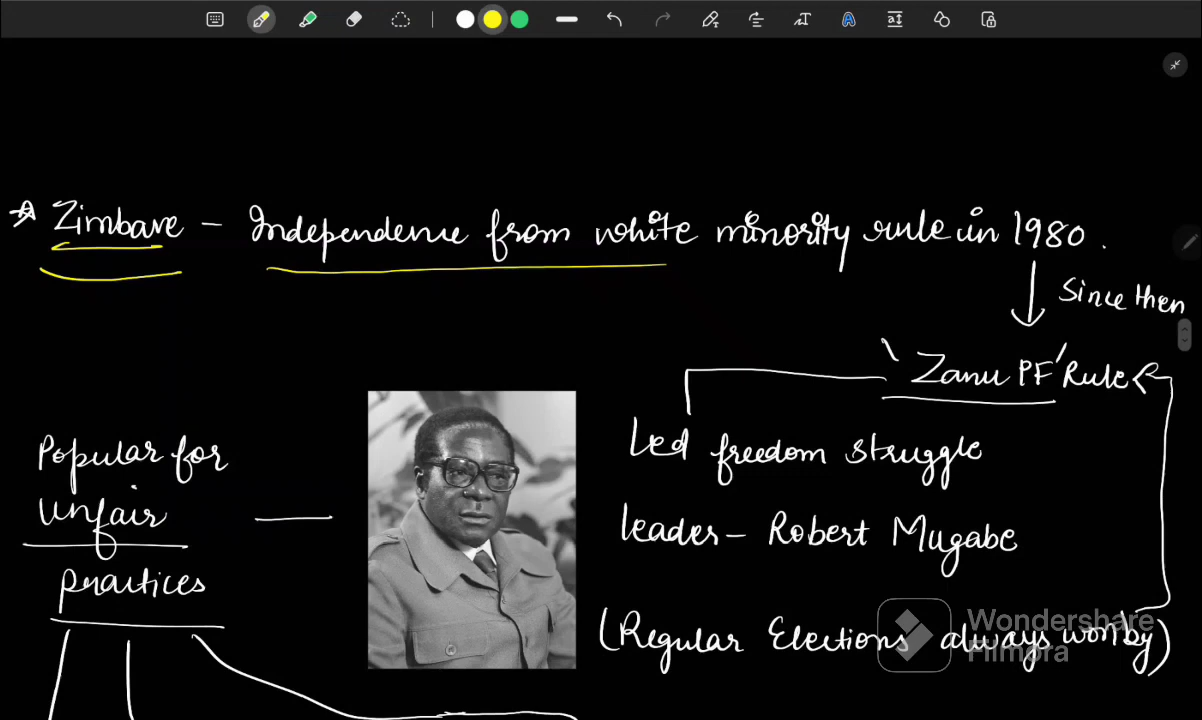 Zimbave - Independence from white minority rule in 1980.
Since then
'Zanu PF' Rule
Led freedom struggle
leader - Robert Mugabe
(Regular Elections always won by)
Popular for
unfair
practices
Wondershare
Filmora